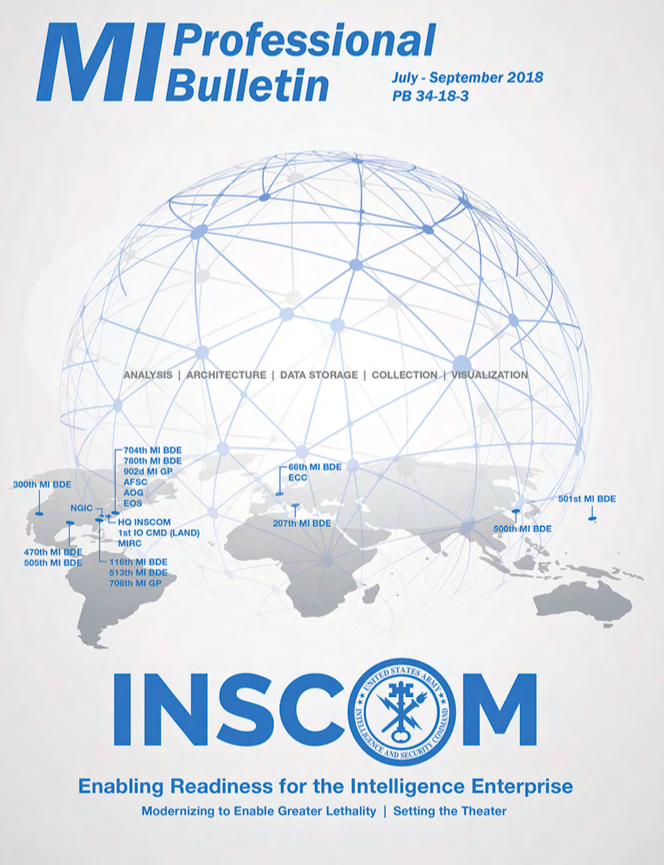 MI Professional
Bulletin
July - September 2018
PB 34-18-3
ANALYSIS | ARCHITECTURE | DATA STORAGE | COLLECTION | VISUALIZATION
704th MI BDE
780th MI BDE
902d MI GP
AFSC
AOG
EOS
300th MI BDE
NGIC
HQ INSCOM
1st IO CMD (LAND)
MIRC
470th MI BDE
505th MI BDE
116th MI BDE
513th MI BDE
706th MI GP
66th MI BDE
ECC
207th MI BDE
501st MI BDE
500th MI BDE
INSCOM
UNITED STATES ARMY
INTELLIGENCE AND SECURITY COMMAND
Enabling Readiness for the Intelligence Enterprise
Modernizing to Enable Greater Lethality | Setting the Theater